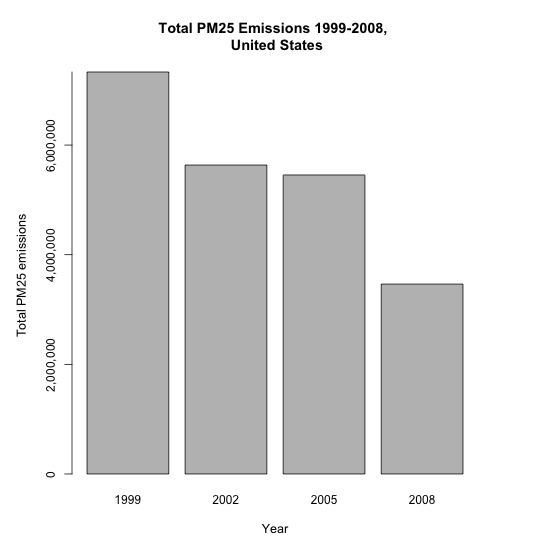 Total PM25 Emissions 1999-2008,
United States
Total PM25 emissions
6,000,000
4,000,000
2,000,000
0
1999 2002 2005 2008
Year